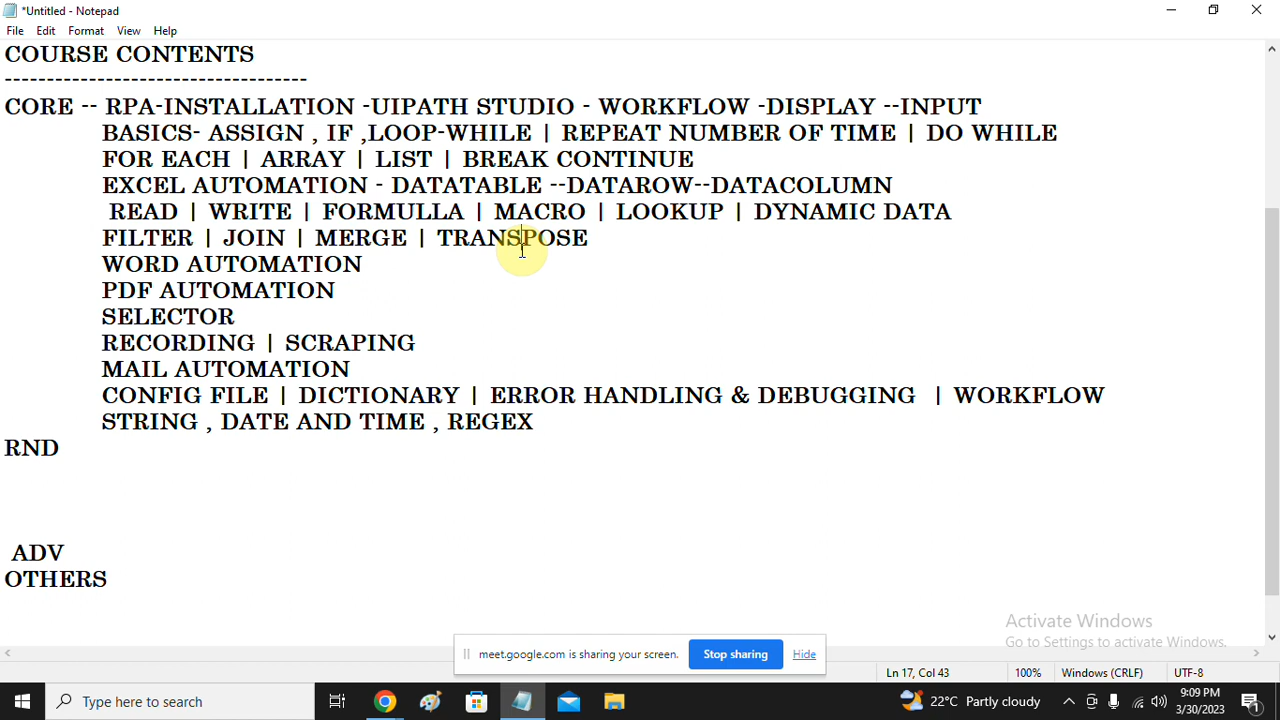 *Untitled - Notepad
File Edit Format View Help
COURSE CONTENTS
------------------------------------
CORE -- RPA-INSTALLATION -UIPATH STUDIO - WORKFLOW -DISPLAY --INPUT
BASICS- ASSIGN , IF ,LOOP-WHILE | REPEAT NUMBER OF TIME | DO WHILE
FOR EACH | ARRAY | LIST | BREAK CONTINUE
EXCEL AUTOMATION - DATATABLE --DATAROW--DATACOLUMN
READ | WRITE | FORMULLA | MACRO | LOOKUP | DYNAMIC DATA
FILTER | JOIN | MERGE | TRANSPOSE
WORD AUTOMATION
PDF AUTOMATION
SELECTOR
RECORDING | SCRAPING
MAIL AUTOMATION
CONFIG FILE | DICTIONARY | ERROR HANDLING & DEBUGGING | WORKFLOW
STRING , DATE AND TIME , REGEX
RND
ADV
OTHERS
Activate Windows
Go to Settings to activate Windows.
meet.google.com is sharing your screen. Stop sharing Hide
Ln 17, Col 43 100% Windows (CRLF) UTF-8
Type here to search 22°C Partly cloudy 9:09 PM
3/30/2023 1